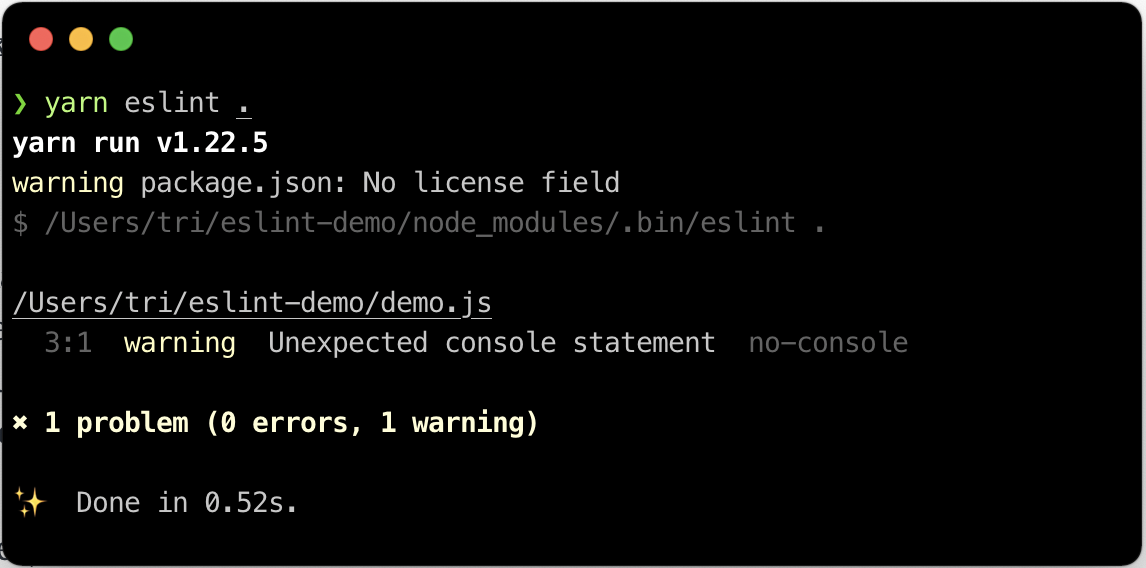 ❯ yarn eslint .
yarn run v1.22.5
warning package.json: No license field
$ /Users/tri/eslint-demo/node_modules/.bin/eslint .
/Users/tri/eslint-demo/demo.js
3:1 warning Unexpected console statement no-console
✖ 1 problem (0 errors, 1 warning)
✨ Done in 0.52s.